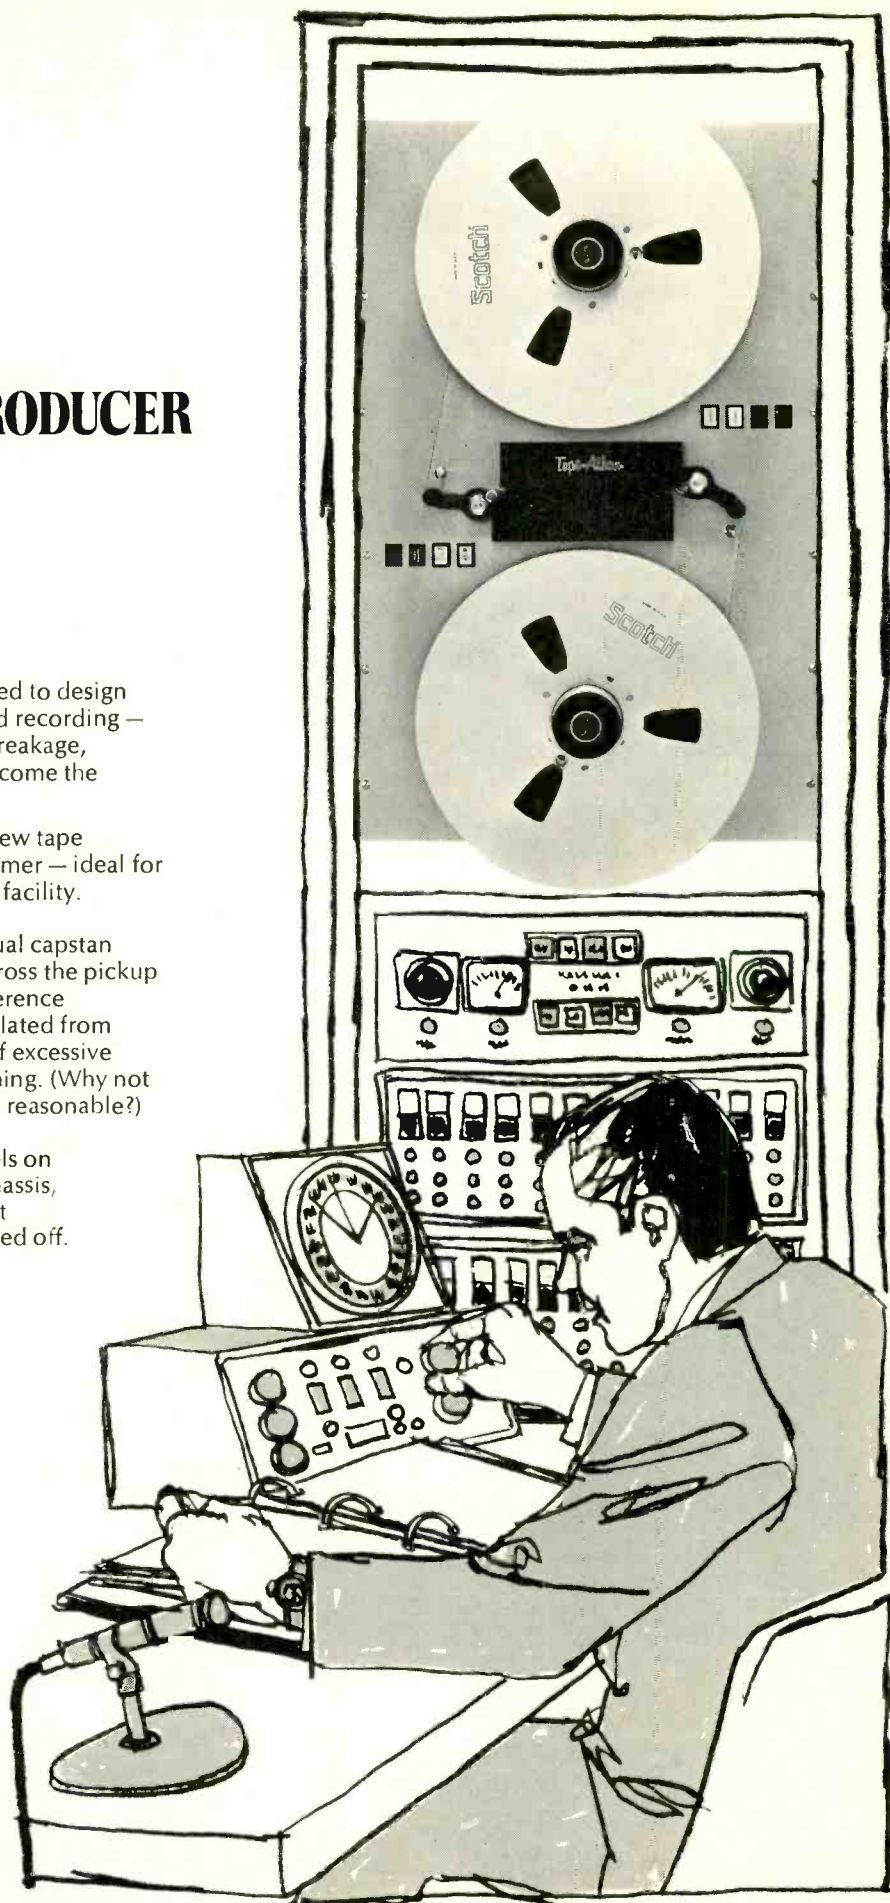 RODUCER
ed to design
d recording —
reakage,
come the
ew tape
mer — ideal for
facility.
ual capstan
ross the pickup
erence
lated from
f excessive
ning. (Why not
reasonable?)
ls on
assis,
t
ed off.
Scotch
Tape-Athon
Scotch